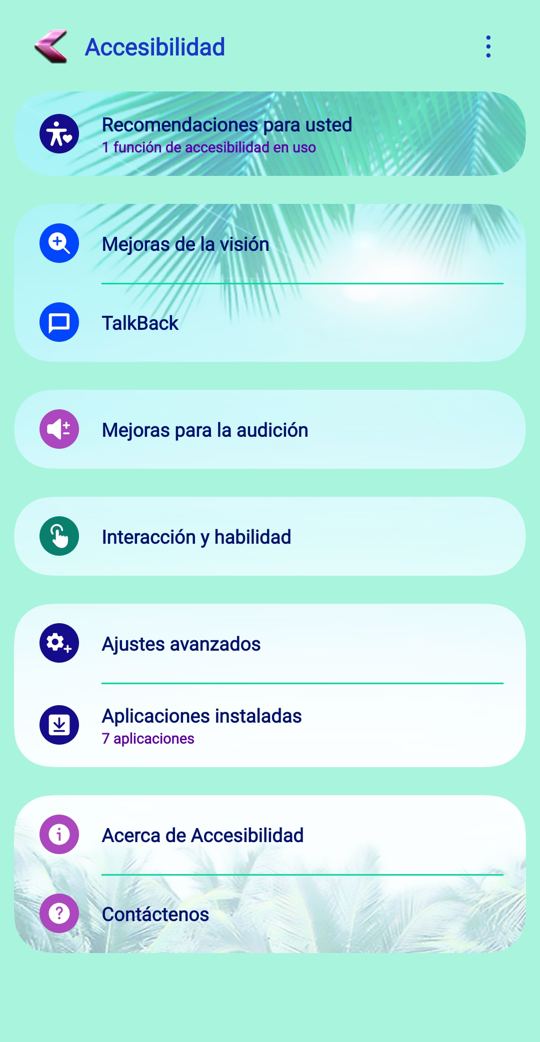 Accesibilidad
Recomendaciones para usted
1 función de accesibilidad en uso
Mejoras de la visión
TalkBack
Mejoras para la audición
Interacción y habilidad
Ajustes avanzados
Aplicaciones instaladas
7 aplicaciones
Acerca de Accesibilidad
Contáctenos